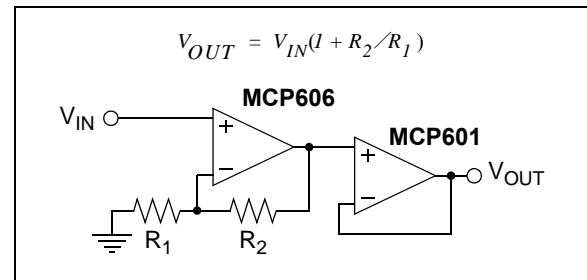 V_OUT = V_IN(1 + R_2/R_1)
MCP606
V_IN
+
−
MCP601
+
−
V_OUT
R_1
R_2